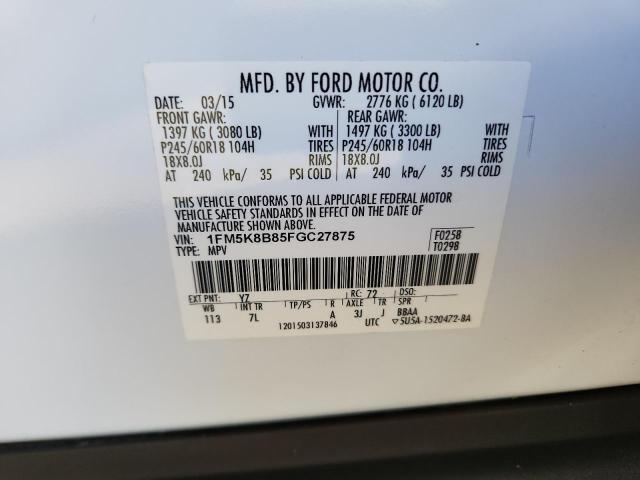 MFD. BY FORD MOTOR CO.
DATE: 03/15 GVWR: 2776 KG ( 6120 LB)
FRONT GAWR: REAR GAWR:
1397 KG ( 3080 LB) WITH 1497 KG ( 3300 LB) WITH
P245/60R18 104H TIRES P245/60R18 104H TIRES
18X8.0J RIMS 18X8.0J RIMS
AT 240 kPa/ 35 PSI COLD AT 240 kPa/ 35 PSI COLD
THIS VEHICLE CONFORMS TO ALL APPLICABLE FEDERAL MOTOR
VEHICLE SAFETY STANDARDS IN EFFECT ON THE DATE OF
MANUFACTURE SHOWN ABOVE.
VIN: 1FM5K8B85FGC27875 F0258
TYPE: MPV T0298
EXT PNT: YZ RC: 72 DSO:
WB INT TR TP/PS R AXLE TR SPR
113 7L A 3J J BBAA
1201503137846 UTC ▽5U5A-1520472-BA